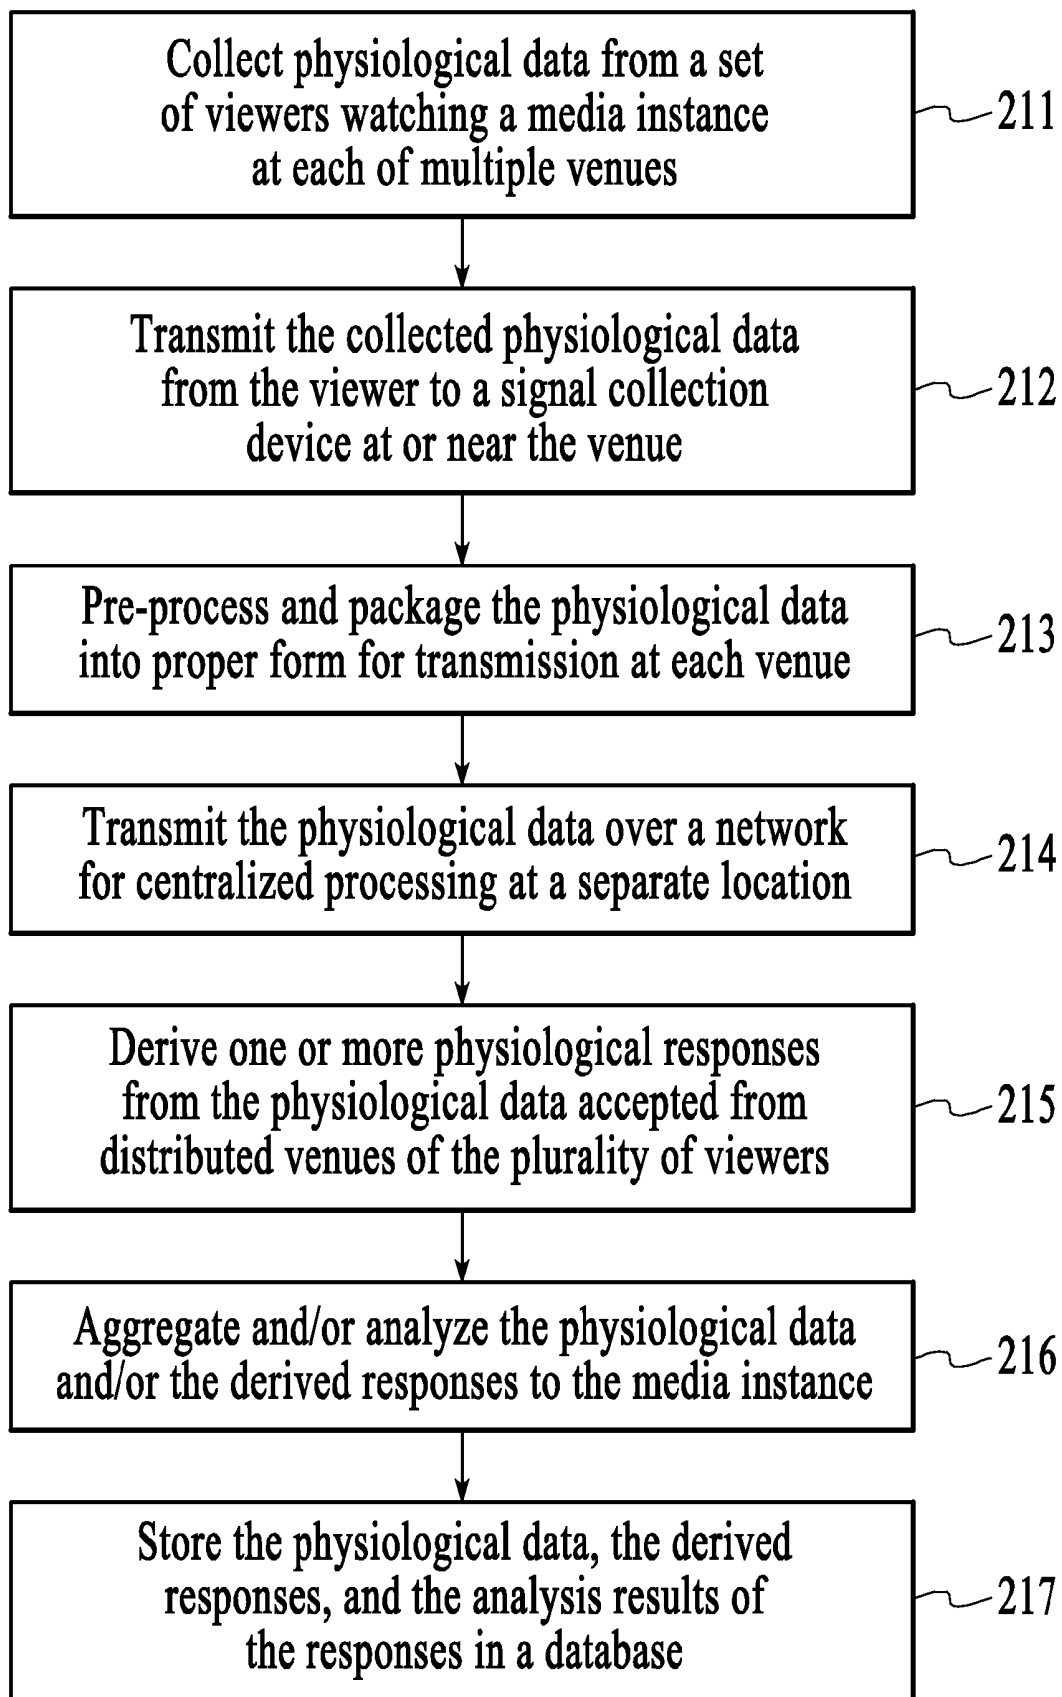 Collect physiological data from a set
of viewers watching a media instance
at each of multiple venues
211
Transmit the collected physiological data
from the viewer to a signal collection
device at or near the venue
212
Pre-process and package the physiological data
into proper form for transmission at each venue
213
Transmit the physiological data over a network
for centralized processing at a separate location
214
Derive one or more physiological responses
from the physiological data accepted from
distributed venues of the plurality of viewers
215
Aggregate and/or analyze the physiological data
and/or the derived responses to the media instance
216
Store the physiological data, the derived
responses, and the analysis results of
the responses in a database
217